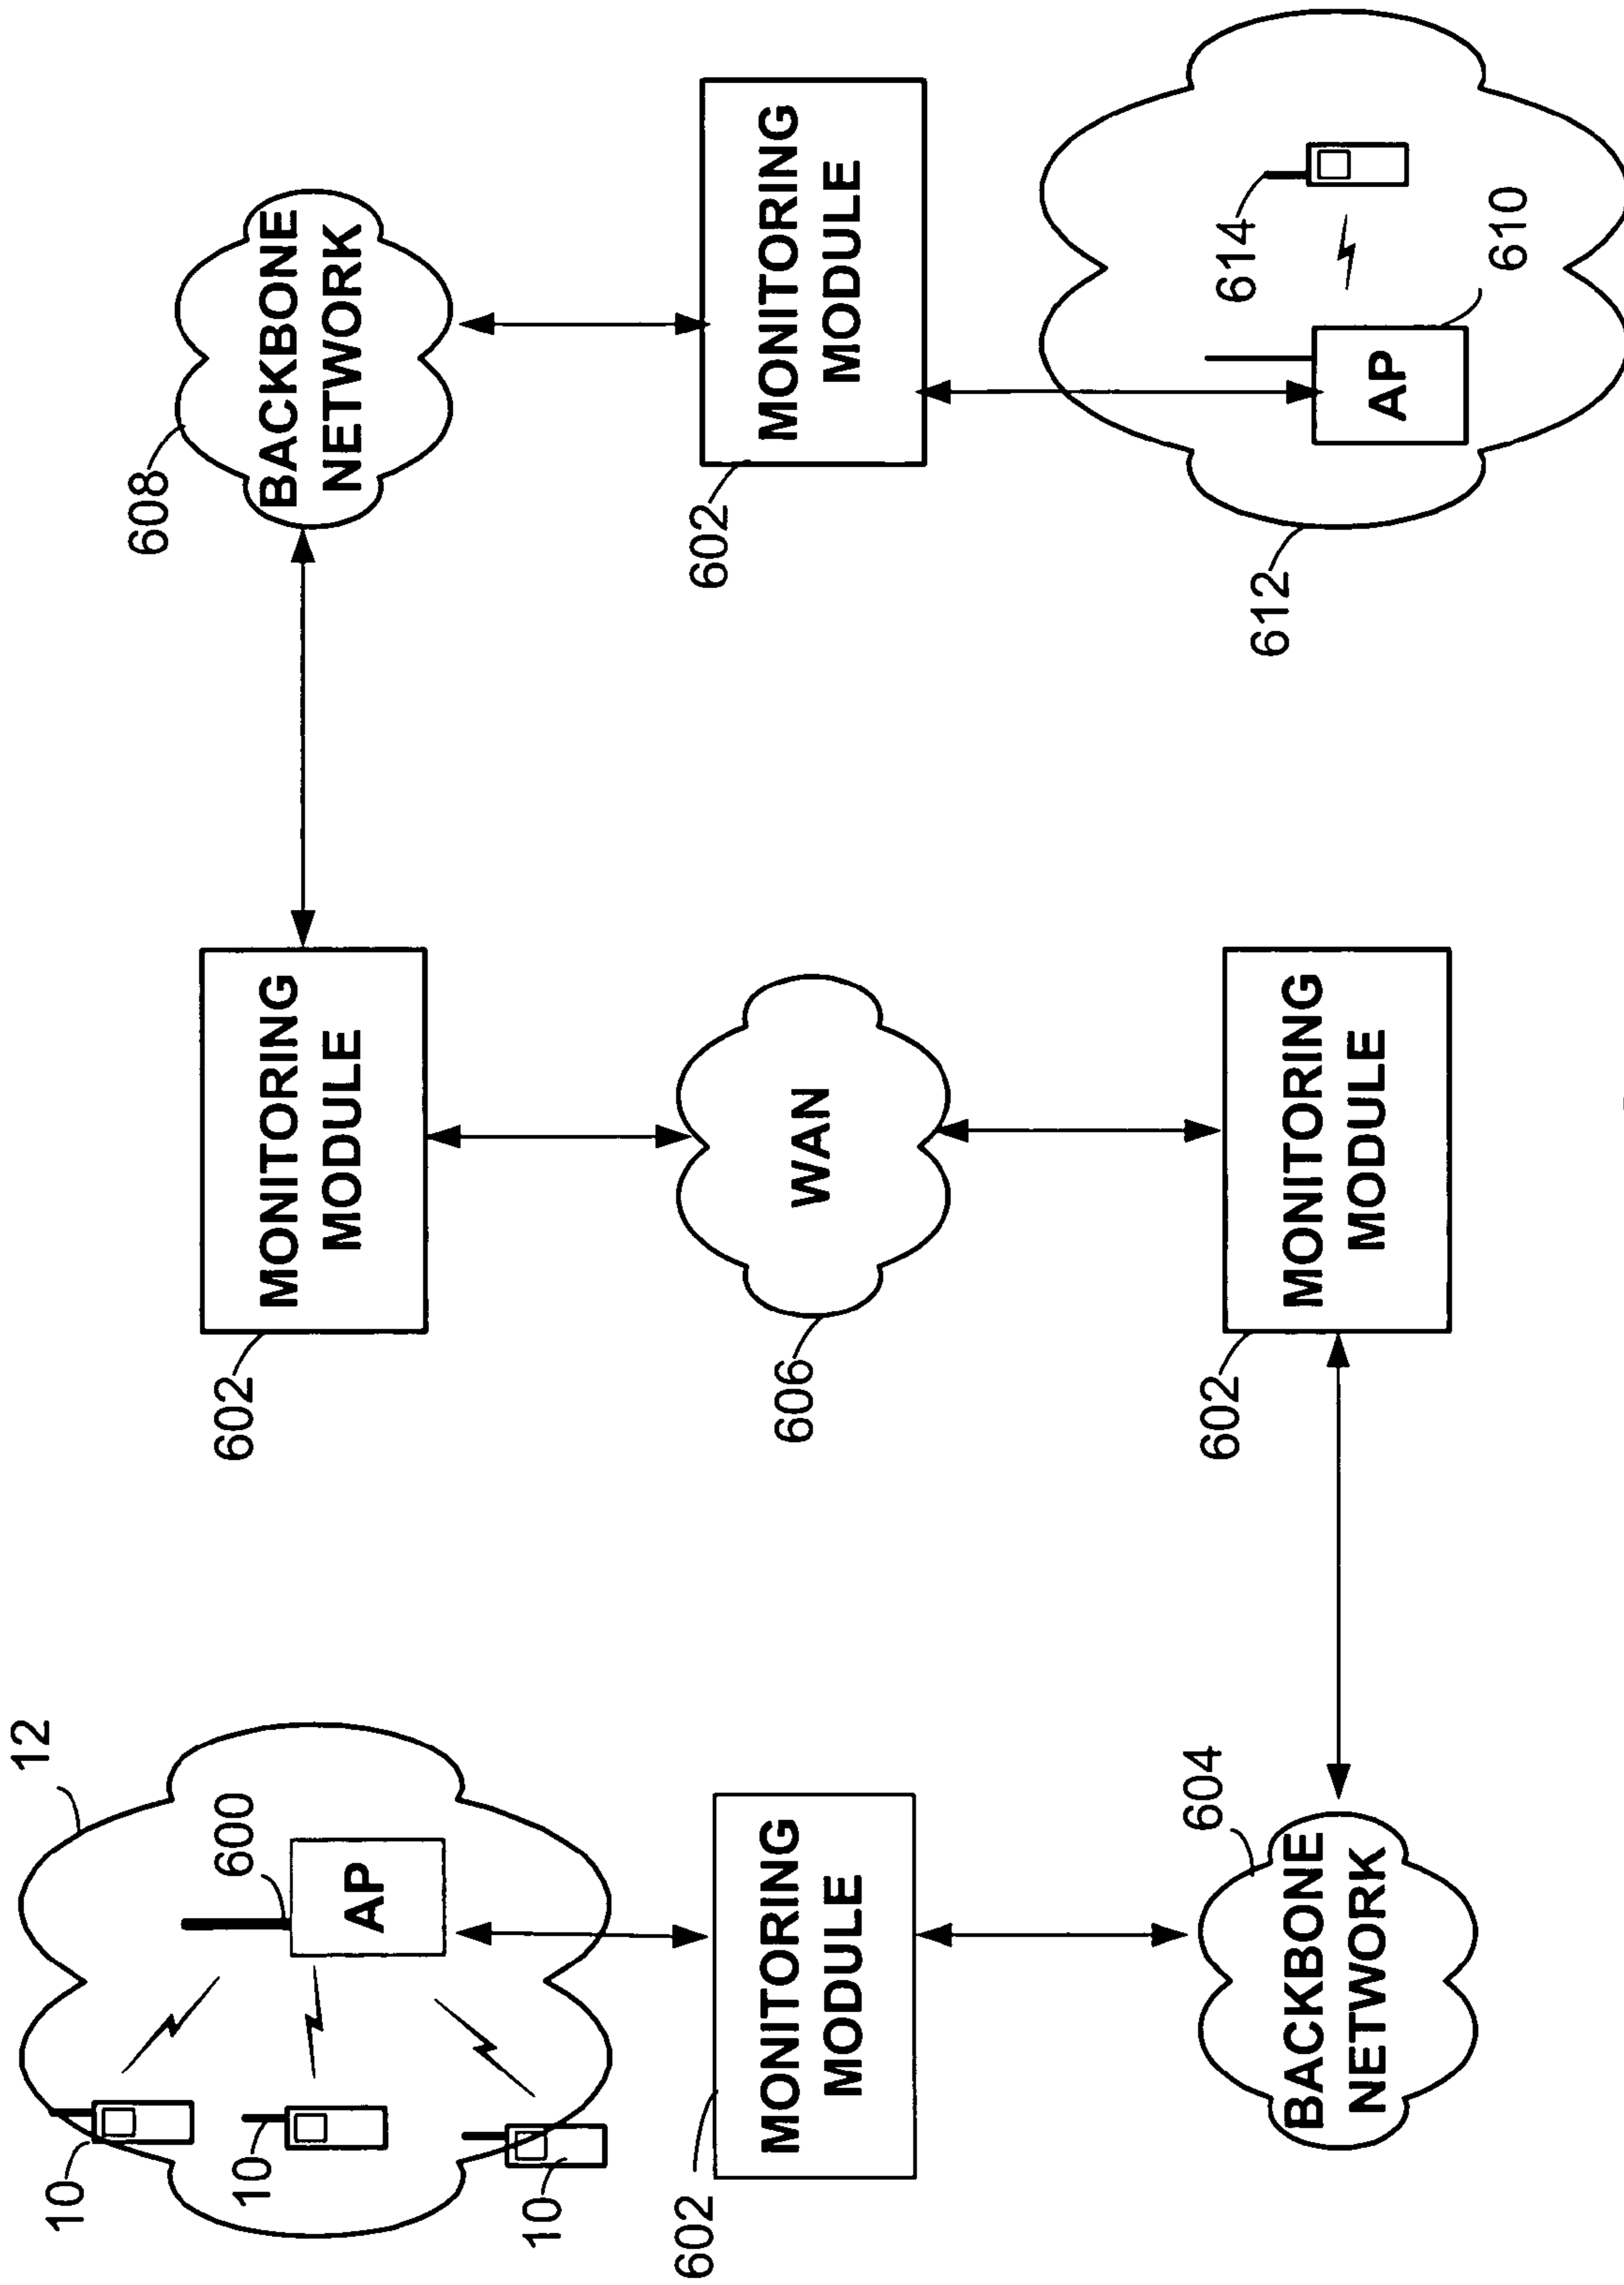 12
10
10
10
600
AP
602
MONITORING
MODULE
604
BACKBONE
NETWORK
602
MONITORING
MODULE
606
WAN
602
MONITORING
MODULE
608
BACKBONE
NETWORK
602
MONITORING
MODULE
612
614
AP
610